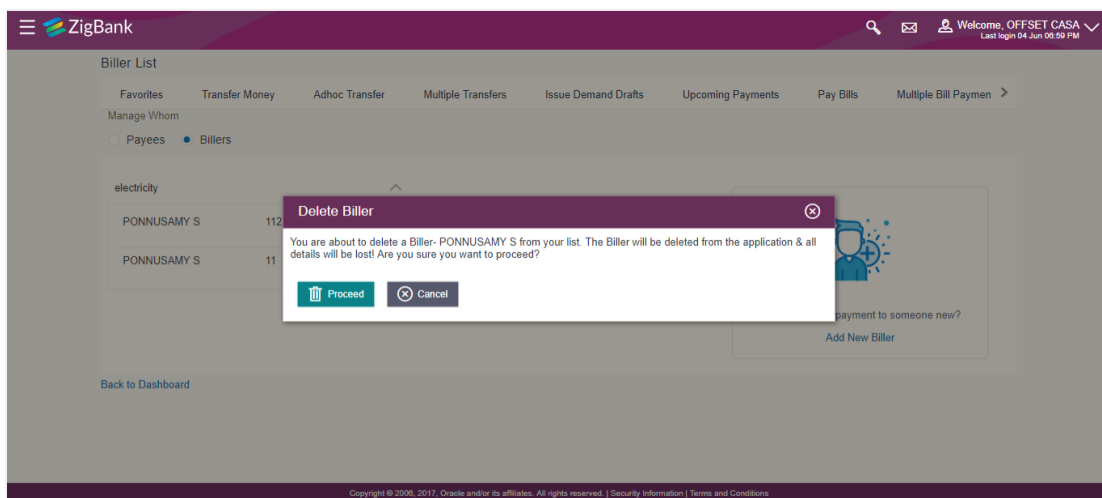 ZigBank
Welcome, OFFSET CASA
Last login 04 Jun 06:59 PM
Biller List
Favorites Transfer Money Adhoc Transfer Multiple Transfers Issue Demand Drafts Upcoming Payments Pay Bills Multiple Bill Paymen >
Manage Whom
Payees Billers
electricity
PONNUSAMY S 112
PONNUSAMY S 11
Delete Biller
You are about to delete a Biller- PONNUSAMY S from your list. The Biller will be deleted from the application & all
details will be lost! Are you sure you want to proceed?
Proceed Cancel
payment to someone new?
Add New Biller
Back to Dashboard
Copyright © 2006, 2017, Oracle and/or its affiliates. All rights reserved. | Security Information | Terms and Conditions